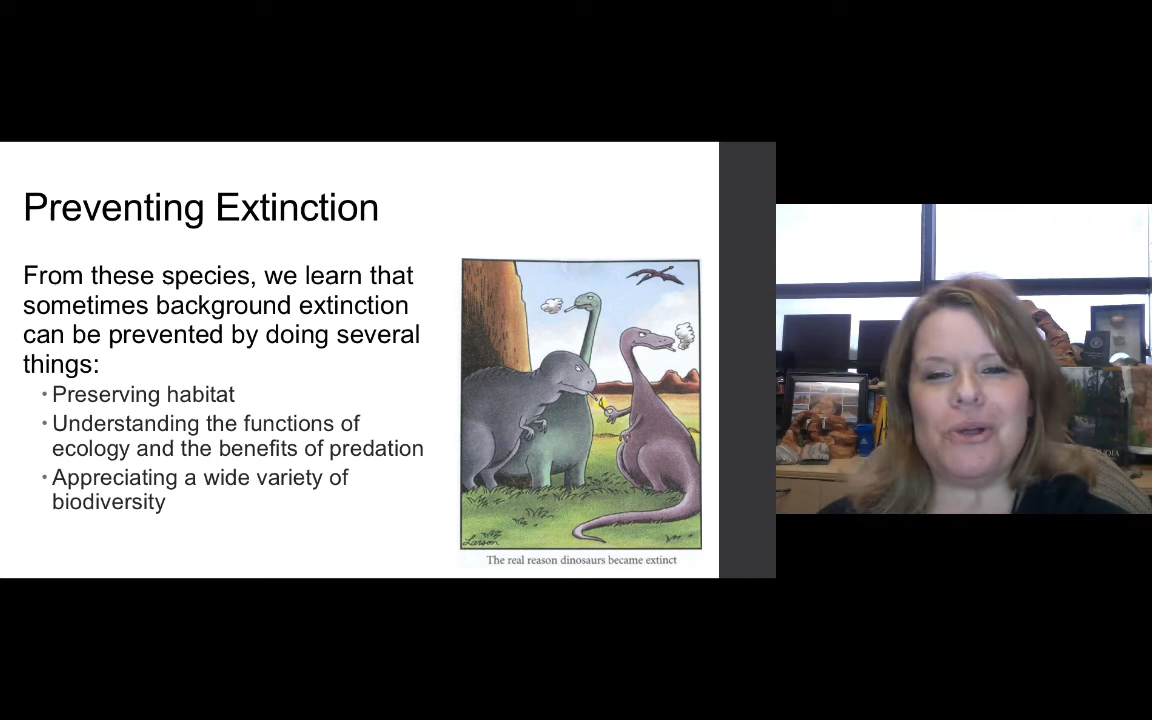 Preventing Extinction
From these species, we learn that
sometimes background extinction
can be prevented by doing several
things:
• Preserving habitat
• Understanding the functions of
ecology and the benefits of predation
• Appreciating a wide variety of
biodiversity
Larson
The real reason dinosaurs became extinct